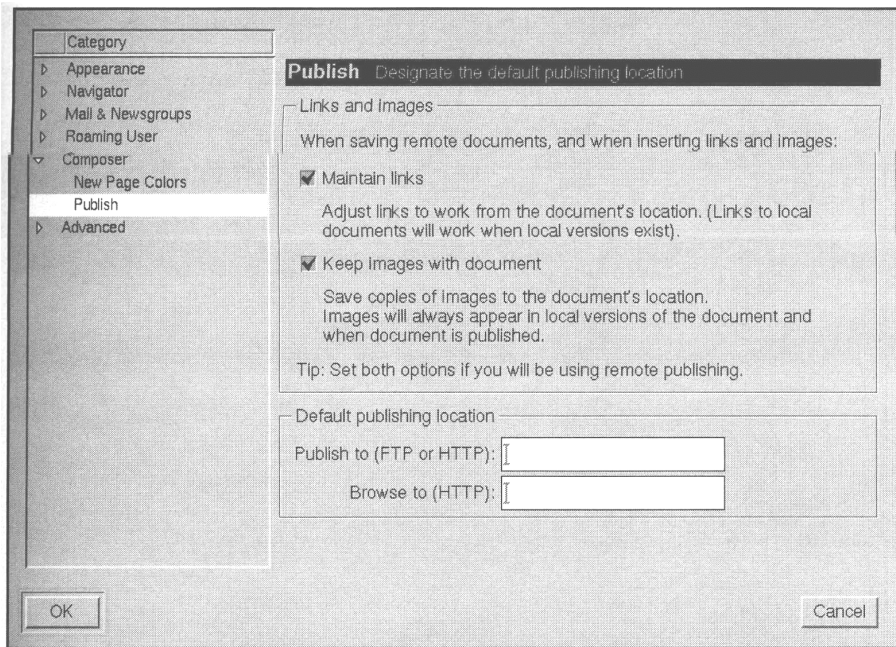 Category
Appearance
Navigator
Mail & Newsgroups
Roaming User
Composer
New Page Colors
Publish
Advanced
Publish Designate the default publishing location
Links and images
When saving remote documents, and when inserting links and images:
Maintain links
Adjust links to work from the document's location. (Links to local
documents will work when local versions exist).
Keep images with document
Save copies of images to the document's location.
Images will always appear in local versions of the document and
when document is published.
Tip: Set both options if you will be using remote publishing.
Default publishing location
Publish to (FTP or HTTP):
Browse to (HTTP):
OK
Cancel